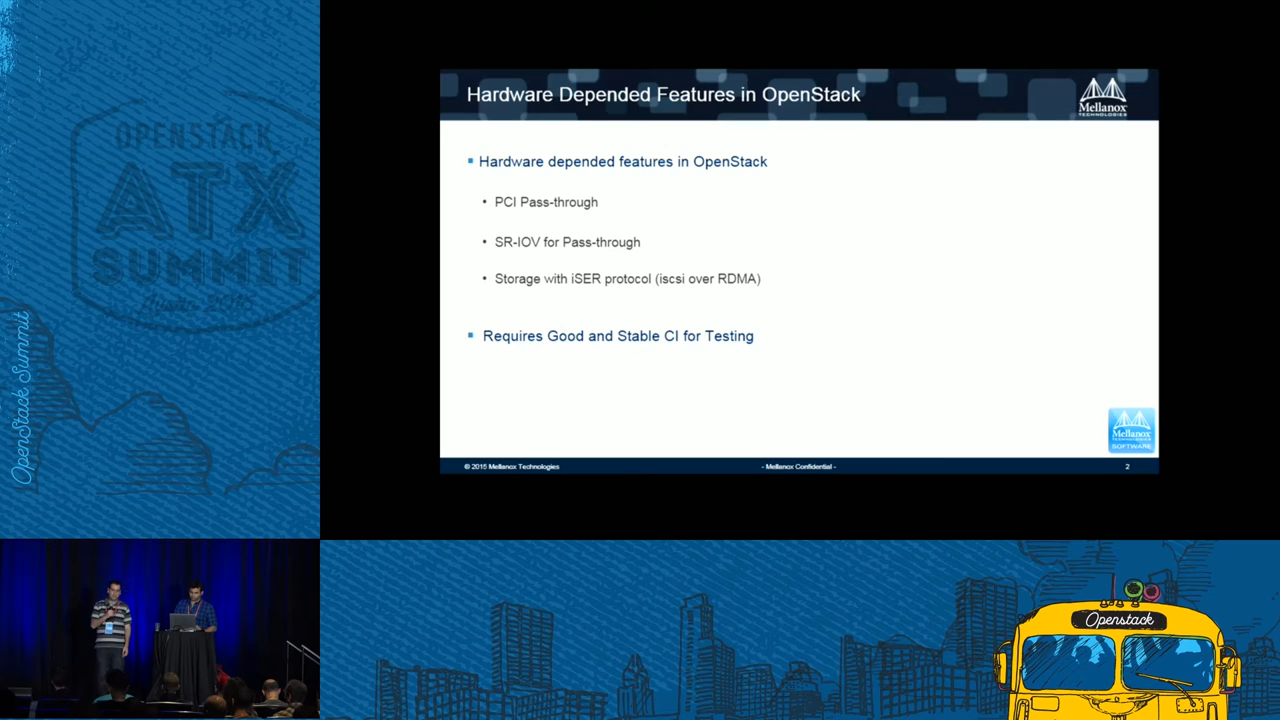 OPENSTACK
ATX
SUMMIT
Austin 2016
OpenStack Summit
Hardware Depended Features in OpenStack
Mellanox
TECHNOLOGIES
Hardware depended features in OpenStack
PCI Pass-through
SR-IOV for Pass-through
Storage with iSER protocol (iscsi over RDMA)
Requires Good and Stable CI for Testing
Mellanox
TECHNOLOGIES
SOFTWARE
© 2015 Mellanox Technologies
- Mellanox Confidential -
2
Openstack